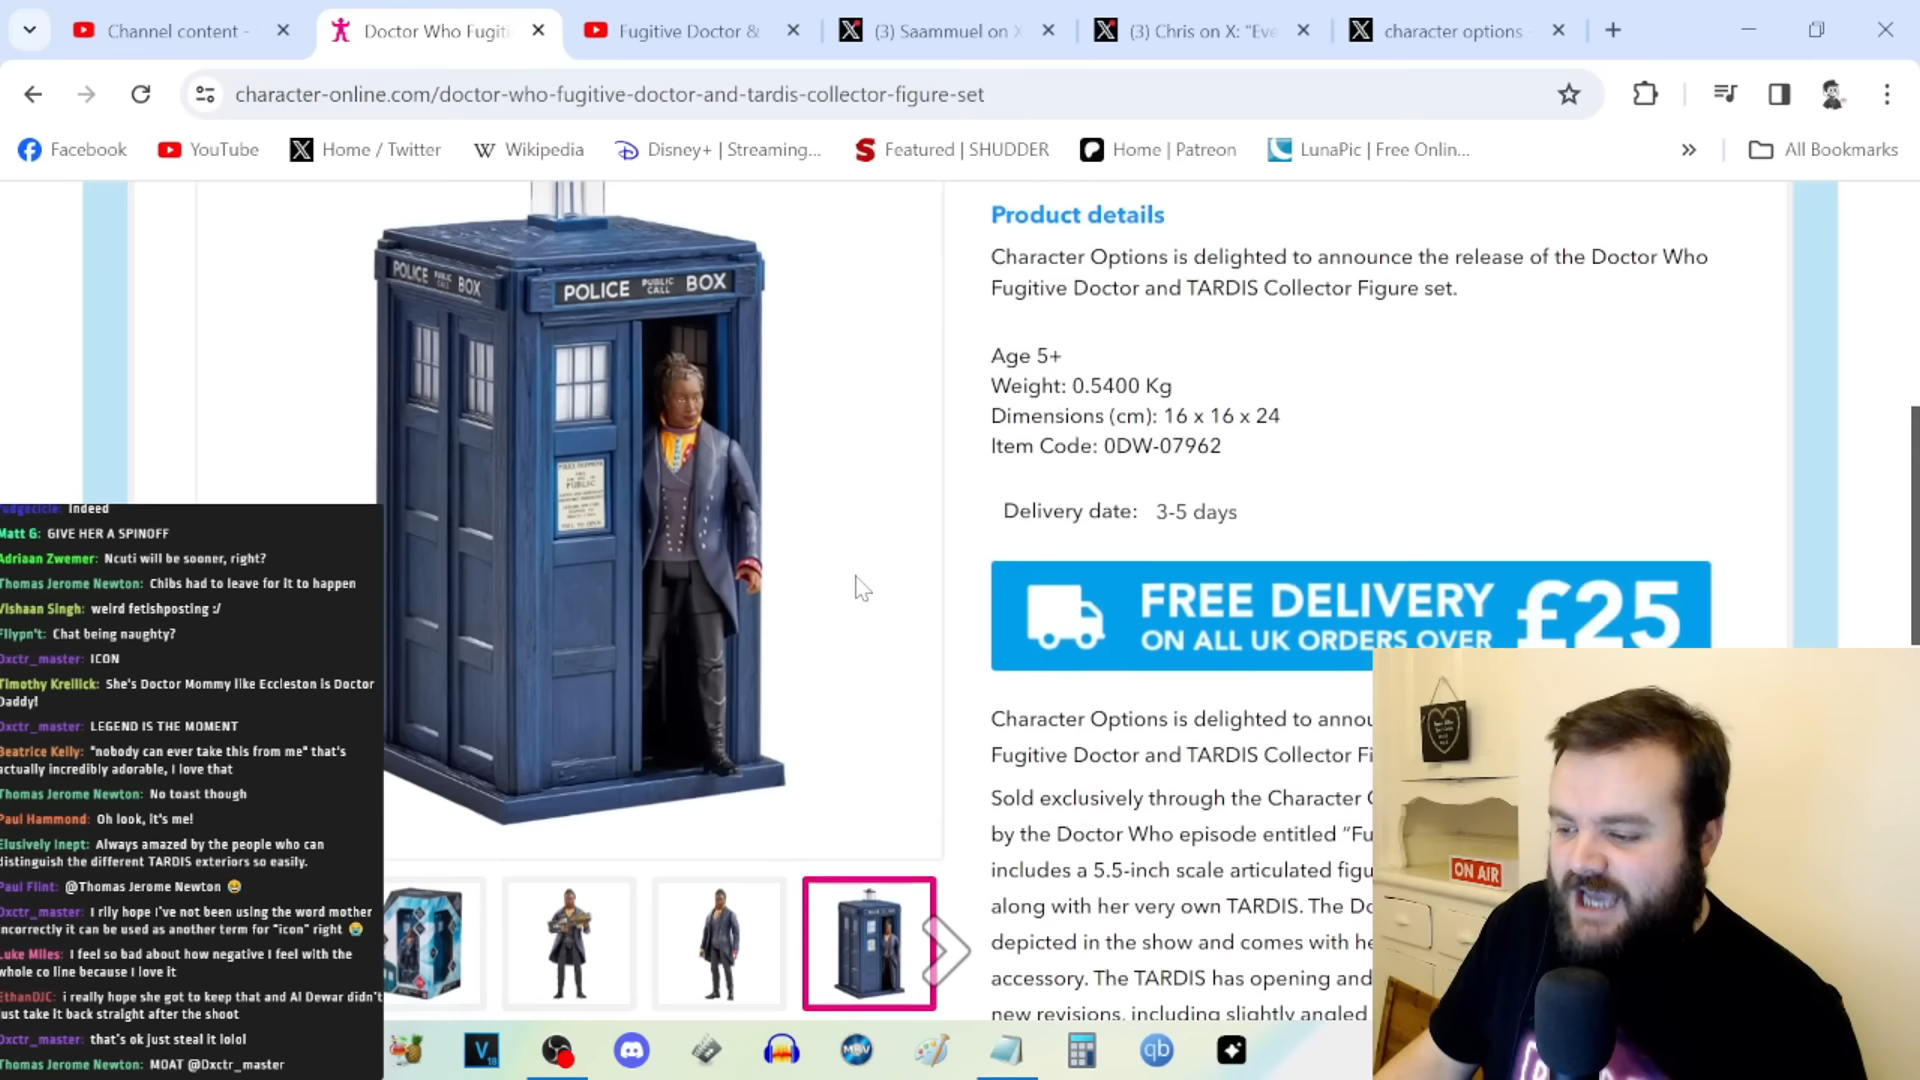 Channel content -
Doctor Who Fugiti
Fugitive Doctor &
(3) Saammuel on X
(3) Chris on X: "Eve
character options
character-online.com/doctor-who-fugitive-doctor-and-tardis-collector-figure-set
Facebook
YouTube
Home / Twitter
Wikipedia
Disney+ | Streaming...
Featured | SHUDDER
Home | Patreon
LunaPic | Free Onlin...
All Bookmarks
POLICE PUBLIC CALL BOX
POLICE PUBLIC CALL BOX
PUBLIC
Product details
Character Options is delighted to announce the release of the Doctor Who
Fugitive Doctor and TARDIS Collector Figure set.
Age 5+
Weight: 0.5400 Kg
Dimensions (cm): 16 x 16 x 24
Item Code: 0DW-07962
Delivery date: 3-5 days
FREE DELIVERY
ON ALL UK ORDERS OVER
£25
Character Options is delighted to annou
Fugitive Doctor and TARDIS Collector Fi
Sold exclusively through the Character
by the Doctor Who episode entitled "Fu
includes a 5.5-inch scale articulated figu
along with her very own TARDIS. The Do
depicted in the show and comes with he
accessory. The TARDIS has opening and
new revisions, including slightly angled
Indeed
Matt G: GIVE HER A SPINOFF
Adriaan Zwemer: Ncuti will be sooner, right?
Thomas Jerome Newton: Chibs had to leave for it to happen
Vishaan Singh: weird fetishposting :/
Fllypn't: Chat being naughty?
Dxctr_master: ICON
Timothy Krellick: She's Doctor Mommy like Eccleston is Doctor
Daddy!
Dxctr_master: LEGEND IS THE MOMENT
Beatrice Kelly: "nobody can ever take this from me" that's
actually incredibly adorable, I love that
Thomas Jerome Newton: No toast though
Paul Hammond: Oh look, it's me!
Elusively Inept: Always amazed by the people who can
distinguish the different TARDIS exteriors so easily.
Paul Flint: @Thomas Jerome Newton 😂
Dxctr_master: I rlly hope I've not been using the word mother
incorrectly it can be used as another term for "icon" right 😭
Luke Miles: I feel so bad about how negative I feel with the
whole co line because I love it
EthanDJC: i really hope she got to keep that and Al Dewar didn't
just take it back straight after the shoot
Dxctr_master: that's ok just steal it lolol
Thomas Jerome Newton: MOAT @Dxctr_master
ON AIR
V
18
MBV
qb